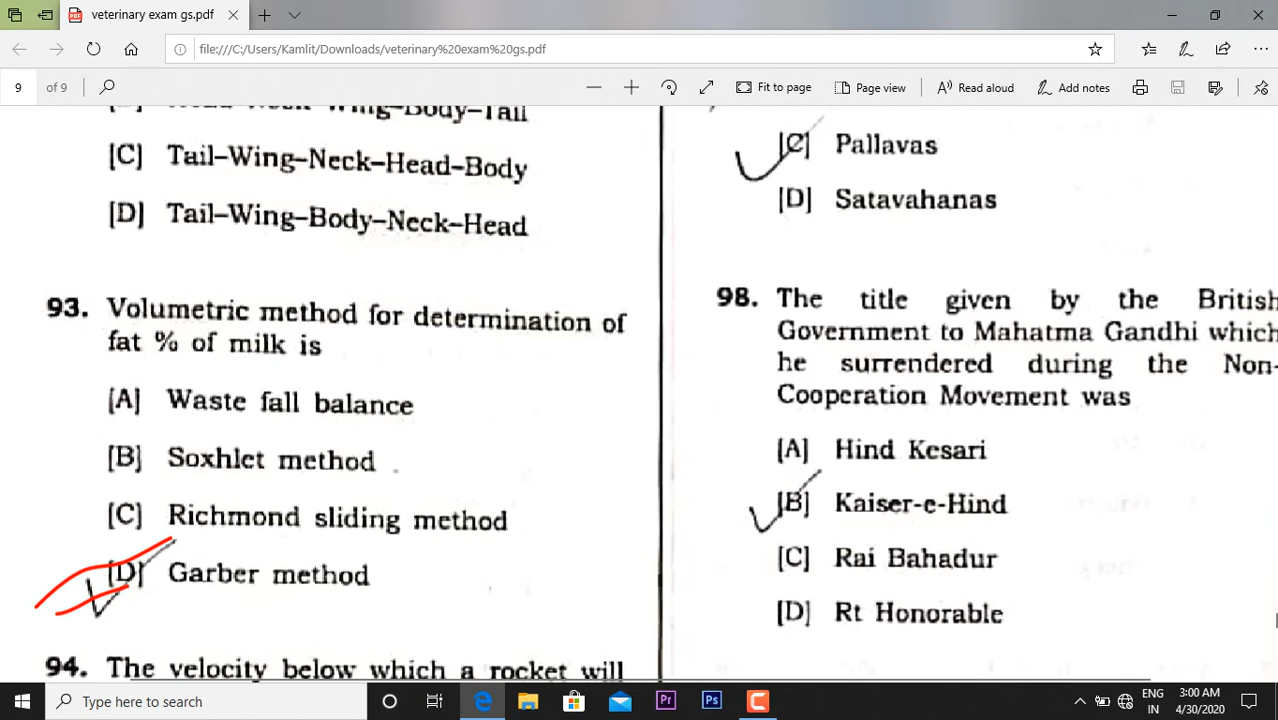 veterinary exam gs.pdf
file:///C:/Users/Kamlit/Downloads/veterinary%20exam%20gs.pdf
9 of 9
Fit to page
Page view
Read aloud
Add notes
[C] Tail–Wing–Neck–Head–Body
[D] Tail–Wing–Body–Neck–Head
93. Volumetric method for determination of
fat % of milk is
[A] Waste fall balance
[B] Soxhlet method
[C] Richmond sliding method
[D] Garber method
94. The velocity below which a rocket will
[C] Pallavas
[D] Satavahanas
98. The title given by the British
Government to Mahatma Gandhi which
he surrendered during the Non-
Cooperation Movement was
[A] Hind Kesari
[B] Kaiser-e-Hind
[C] Rai Bahadur
[D] Rt Honorable
Type here to search
Pr
Ps
ENG
IN
3:00 AM
4/30/2020